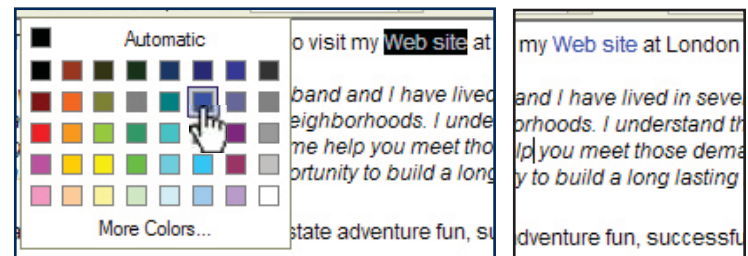 Automatic
o visit my Web site at
band and I have lived
eighborhoods. I unde
me help you meet tho
ortunity to build a long
More Colors...
state adventure fun, su
my Web site at London
and I have lived in seve
orhoods. I understand th
lp you meet those dema
y to build a long lasting
dventure fun, successfu